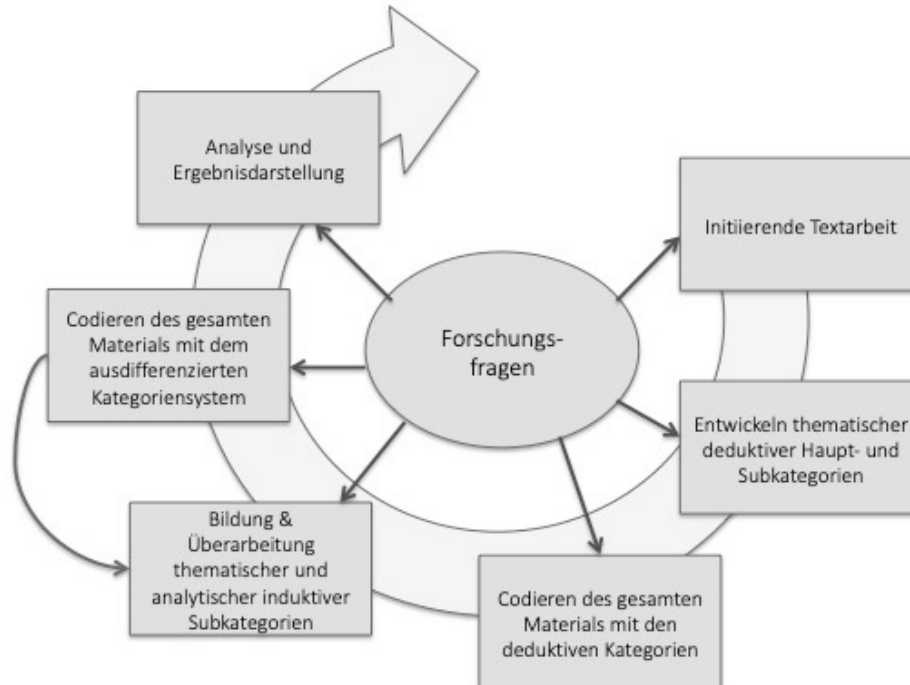 Analyse und
Ergebnisdarstellung
Initiierende Textarbeit
Codieren des gesamten
Materials mit dem
ausdifferenzierten
Kategoriensystem
Forschungs-
fragen
Entwickeln thematischer
deduktiver Haupt- und
Subkategorien
Bildung &
Überarbeitung
thematischer und
analytischer induktiver
Subkategorien
Codieren des gesamten
Materials mit den
deduktiven Kategorien